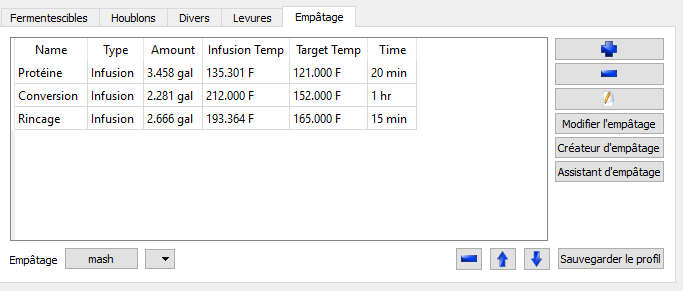 Fermentescibles Houblons Divers Levures Empâtage
Name Type Amount Infusion Temp Target Temp Time
Protéine Infusion 3.458 gal 135.301 F 121.000 F 20 min
Conversion Infusion 2.281 gal 212.000 F 152.000 F 1 hr
Rincage Infusion 2.666 gal 193.364 F 165.000 F 15 min
Modifier l'empâtage
Créateur d'empâtage
Assistant d'empâtage
Empâtage mash Sauvegarder le profil